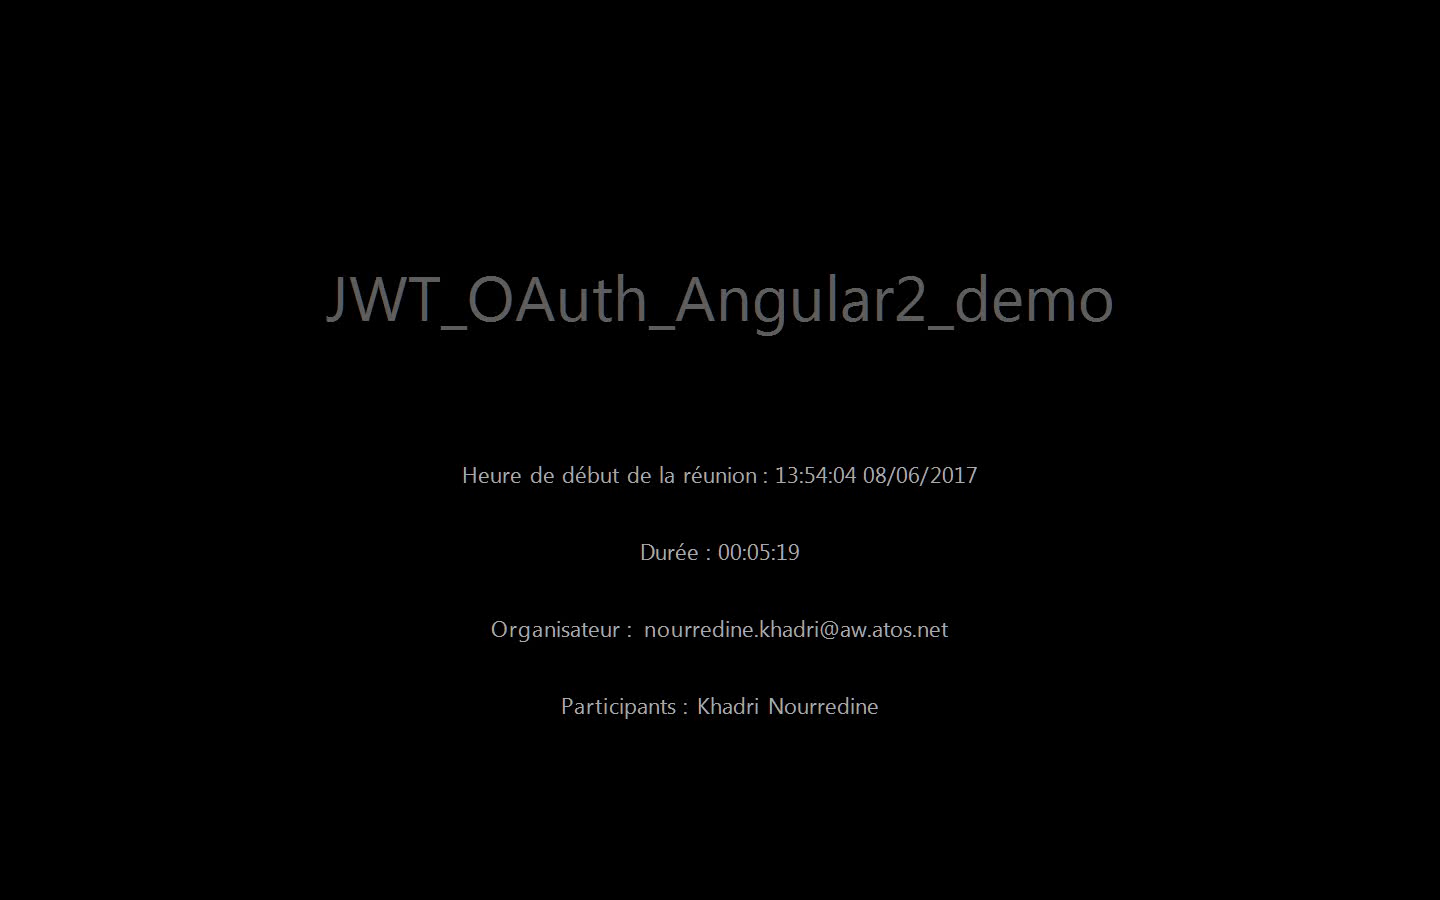 JWT_OAuth_Angular2_demo
Heure de début de la réunion : 13:54:04 08/06/2017
Durée : 00:05:19
Organisateur : nourredine.khadri@aw.atos.net
Participants : Khadri Nourredine